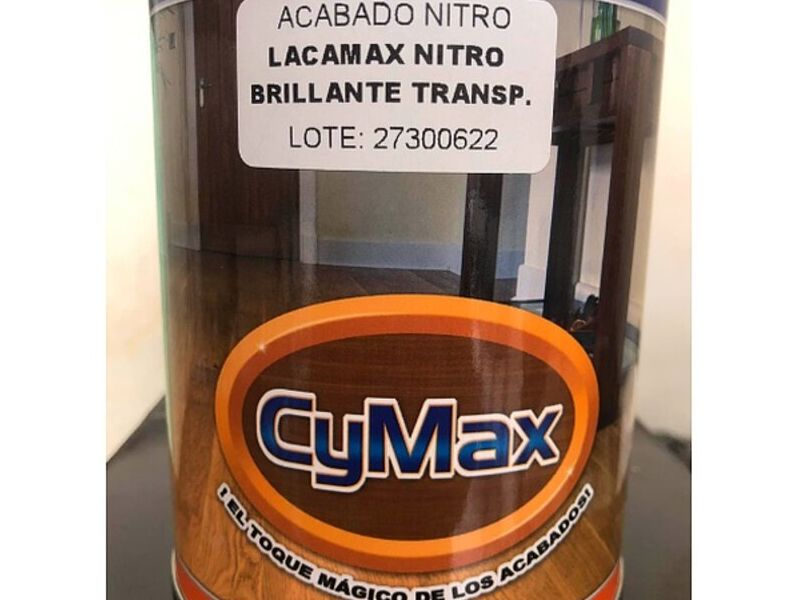 ACABADO NITRO
LACAMAX NITRO
BRILLANTE TRANSP.
LOTE: 27300622
CyMax
¡ EL TOQUE MÁGICO DE LOS ACABADOS!